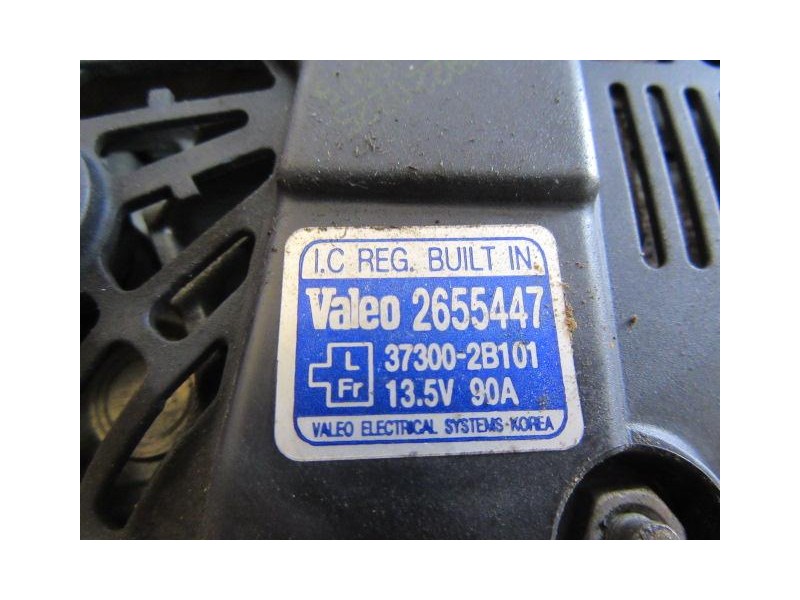 I.C REG. BUILT IN
Valeo 2655447
L 37300-2B101
Fr 13.5V 90A
VALEO ELECTRICAL SYSTEMS-KOREA